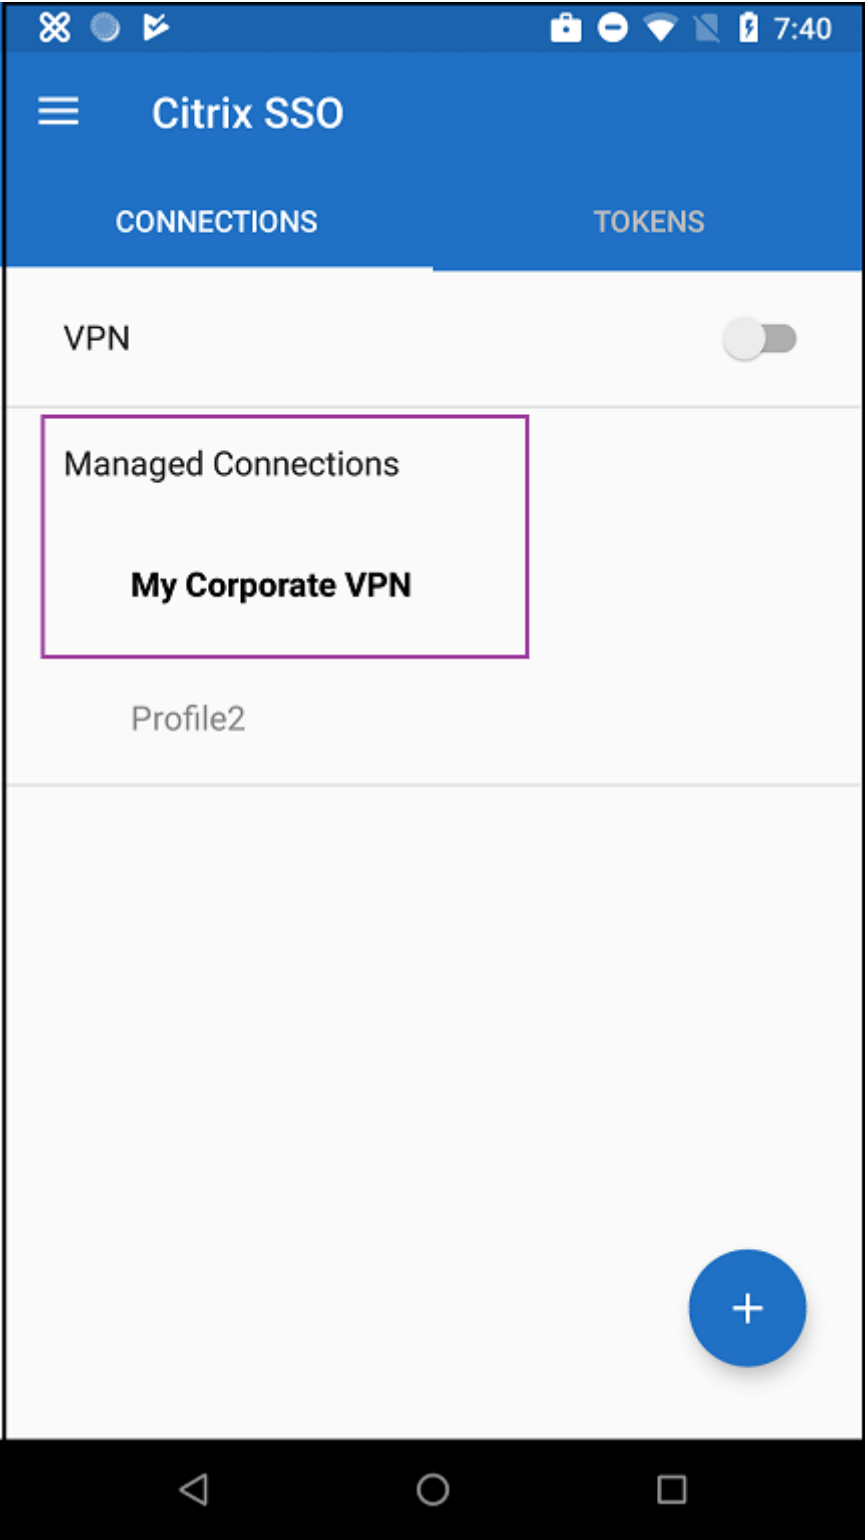 7:40
Citrix SSO
CONNECTIONS
TOKENS
VPN
Managed Connections
My Corporate VPN
Profile2